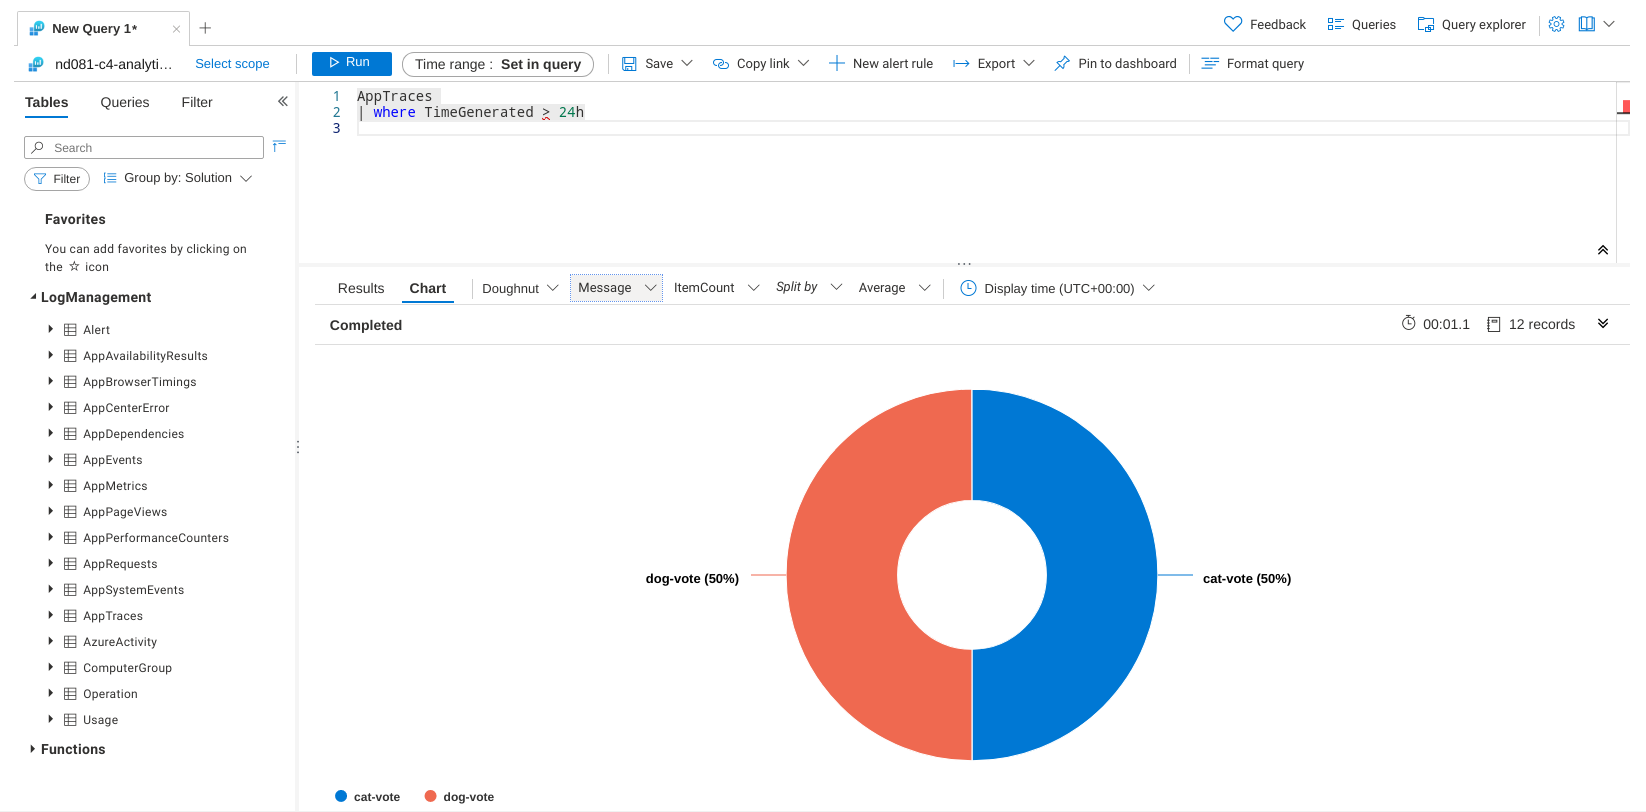 New Query 1*
Feedback
Queries
Query explorer
nd081-c4-analyti...
Select scope
Run
Time range : Set in query
Save
Copy link
New alert rule
Export
Pin to dashboard
Format query
Tables
Queries
Filter
1 AppTraces
2 | where TimeGenerated > 24h
3
Search
Filter
Group by: Solution
Favorites
You can add favorites by clicking on
the ☆ icon
LogManagement
Alert
AppAvailabilityResults
AppBrowserTimings
AppCenterError
AppDependencies
AppEvents
AppMetrics
AppPageViews
AppPerformanceCounters
AppRequests
AppSystemEvents
AppTraces
AzureActivity
ComputerGroup
Operation
Usage
Functions
Results
Chart
Doughnut
Message
ItemCount
Split by
Average
Display time (UTC+00:00)
Completed
00:01.1
12 records
dog-vote (50%)
cat-vote (50%)
cat-vote
dog-vote